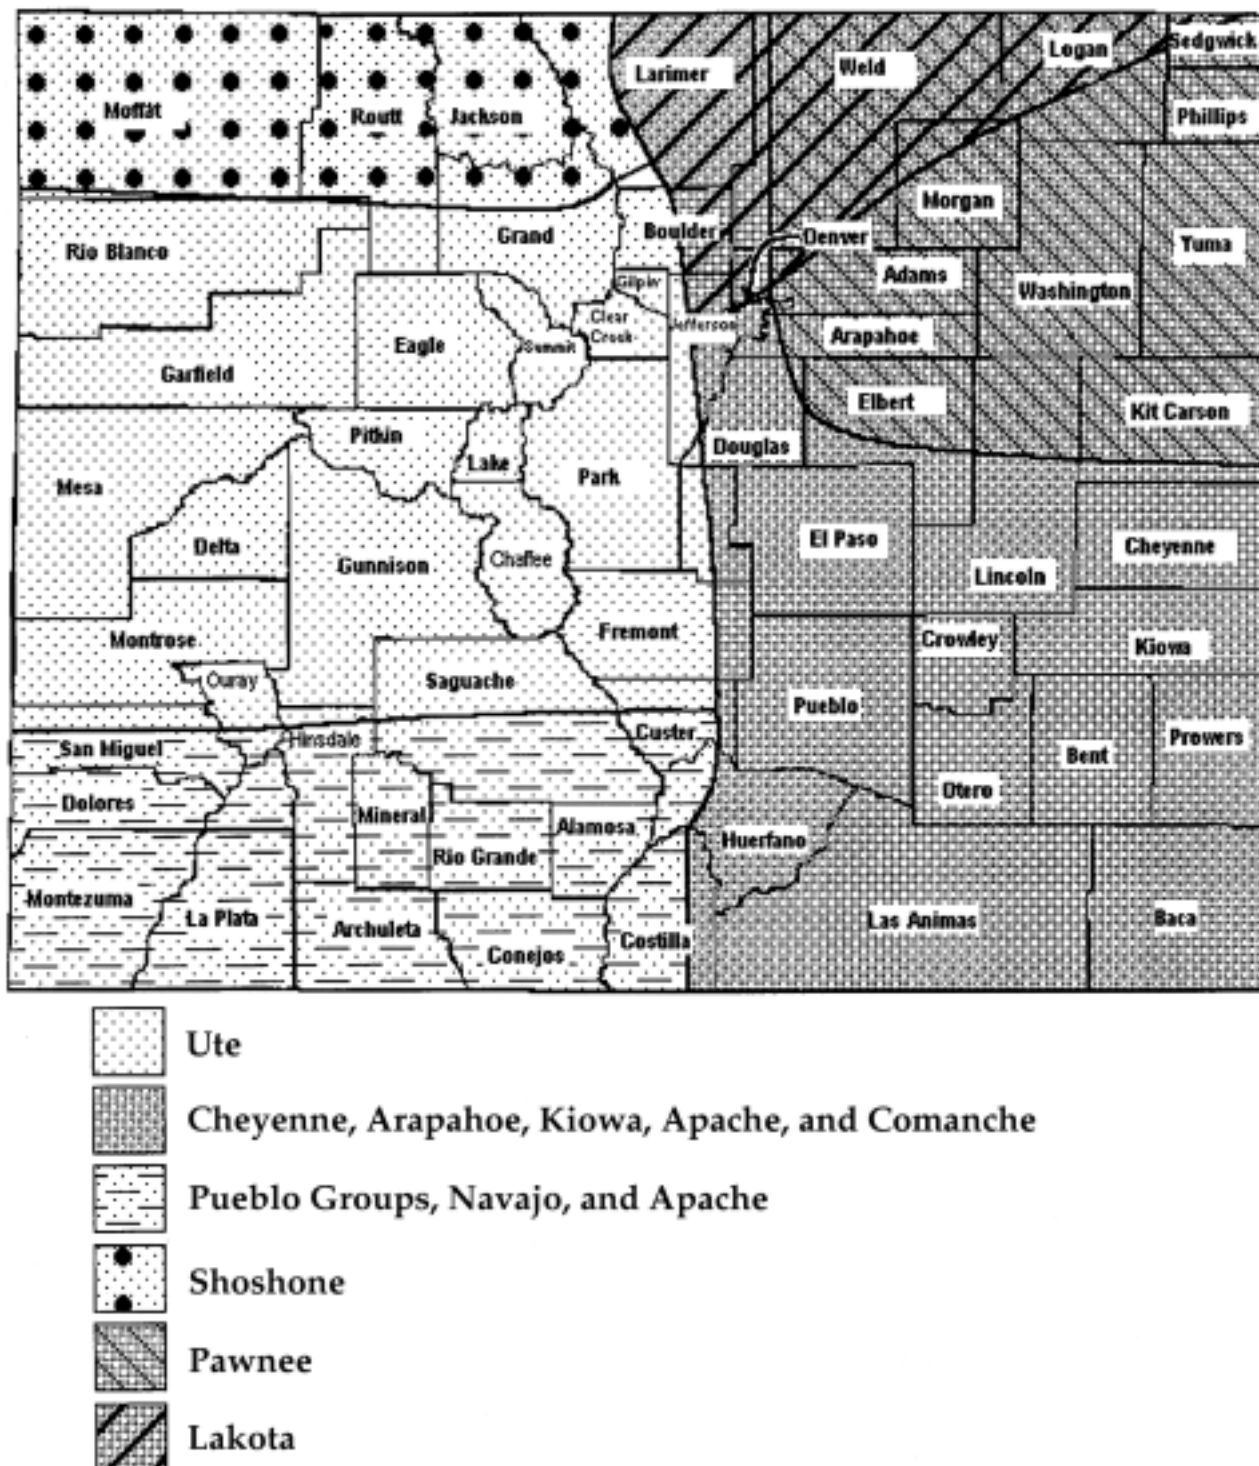 Larimer
Weld
Logan
Sedgwick
Moffat
Routt
Jackson
Phillips
Morgan
Rio Blanco
Grand
Boulder
Denver
Yuma
Gilpin
Adams
Washington
Eagle
Summit
Clear
Creek
Jefferson
Arapahoe
Garfield
Elbert
Kit Carson
Pitkin
Lake
Douglas
Mesa
Park
Delta
Gunnison
Chaffee
El Paso
Cheyenne
Lincoln
Montrose
Fremont
Crowley
Kiowa
Ouray
Saguache
Pueblo
San Miguel
Hinsdale
Custer
Bent
Prowers
Dolores
Mineral
Alamosa
Otero
Rio Grande
Huerfano
Montezuma
La Plata
Archuleta
Conejos
Costilla
Las Animas
Baca
Ute
Cheyenne, Arapahoe, Kiowa, Apache, and Comanche
Pueblo Groups, Navajo, and Apache
Shoshone
Pawnee
Lakota